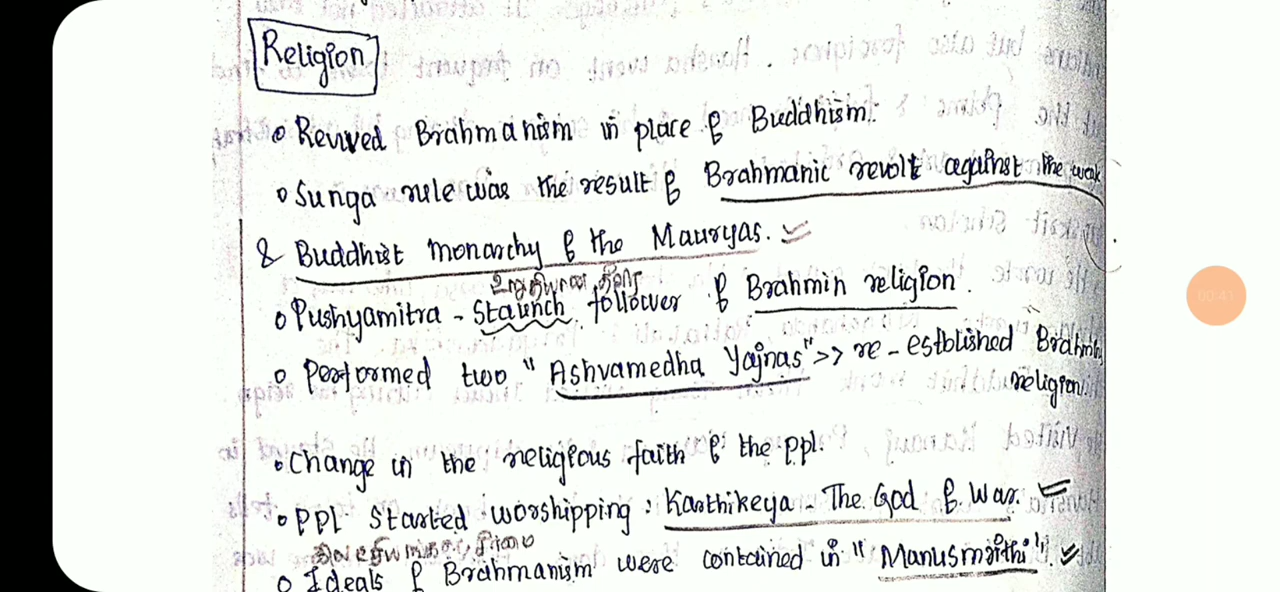 Religion
Revived Brahmanism in place of Buddhism.
Sunga rule was the result of Brahmanic revolt against the weak
& Buddhist monarchy of the Mauryas.
உறுதியான
Pushyamitra - Staunch follower of Brahmin religion.
Performed two "Ashvamedha Yajnas" >> re-established Brahmin
religion.
Change in the religious faith of the ppl.
PPL started worshipping : Karthikeya - The God of War.
Ideals of Brahmanism were contained in "Manusmrithi".
00:41